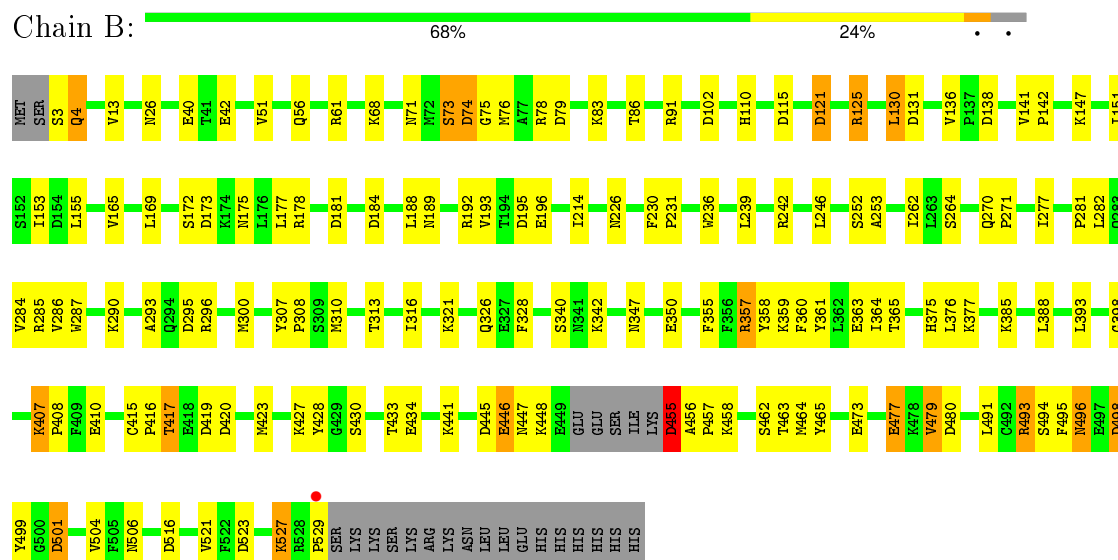 Chain B:
68% 24% • •
MET SER S3 Q4 V13 N26 E40 T41 E42 V51 Q56 R61 K68 N71 M72 S73 D74 G75 M76 A77 R78 D79 K83 T86 R91 D102 H110 D115 D121 R125 L130 D131 V136 P137 D138 V141 P142 K147
S152 I153 D154 L155 V165 L169 S172 D173 K174 N175 L176 L177 R178 D181 D184 L188 N189 R192 V193 T194 D195 E196 I214 N226 F230 P231 W236 L239 R242 L246 S252 A253 I262 L263 S264 Q270 P271 I277 P281 L282
V284 R285 V286 W287 K290 A293 Q294 D295 R296 M300 Y307 P308 S309 M310 T313 I316 K321 Q326 E327 F328 S340 N341 K342 N347 E350 F355 F356 R357 Y358 K359 F360 Y361 L362 E363 I364 T365 H375 L376 K377 K385 L388 L393
K407 P408 F409 E410 C415 P416 T417 E418 D419 D420 M423 K427 Y428 G429 S430 T433 E434 K441 D445 E446 N447 K448 E449 GLU GLU SER ILE LYS D455 A456 P457 K458 S462 T463 M464 Y465 E473 E477 K478 V479 D480 L491 C492 R493 S494 F495 N496 E497
Y499 G500 D501 V504 F505 N506 D516 V521 F522 D523 K527 R528 P529 SER LYS LYS SER LYS ARG LYS ASN LEU LEU GLU HIS HIS HIS HIS HIS HIS